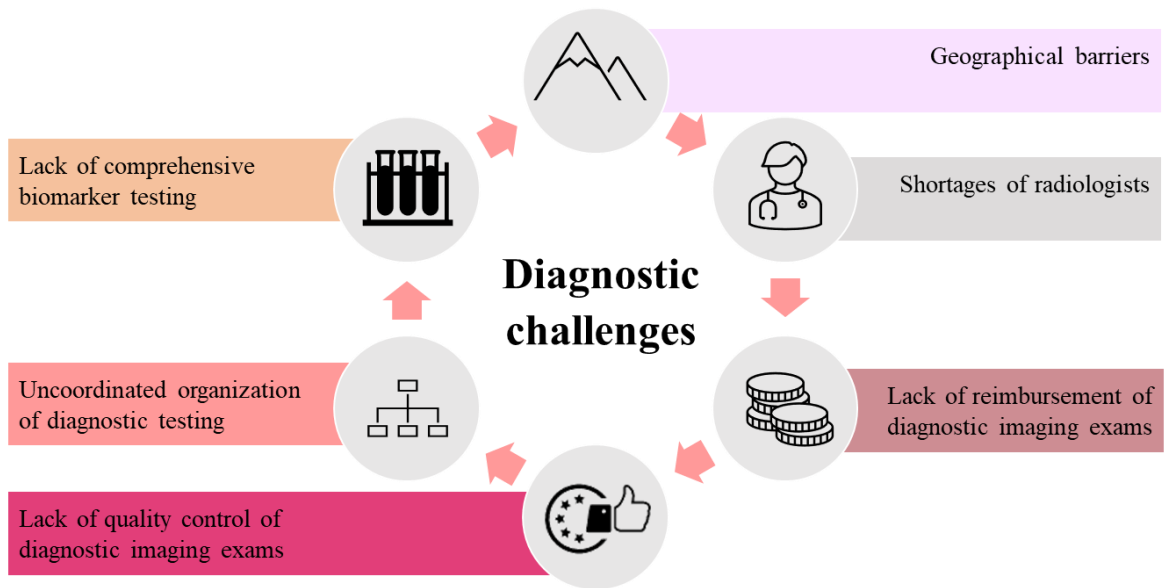 Geographical barriers
Lack of comprehensive
biomarker testing
Shortages of radiologists
Diagnostic
challenges
Uncoordinated organization
of diagnostic testing
Lack of reimbursement of
diagnostic imaging exams
Lack of quality control of
diagnostic imaging exams